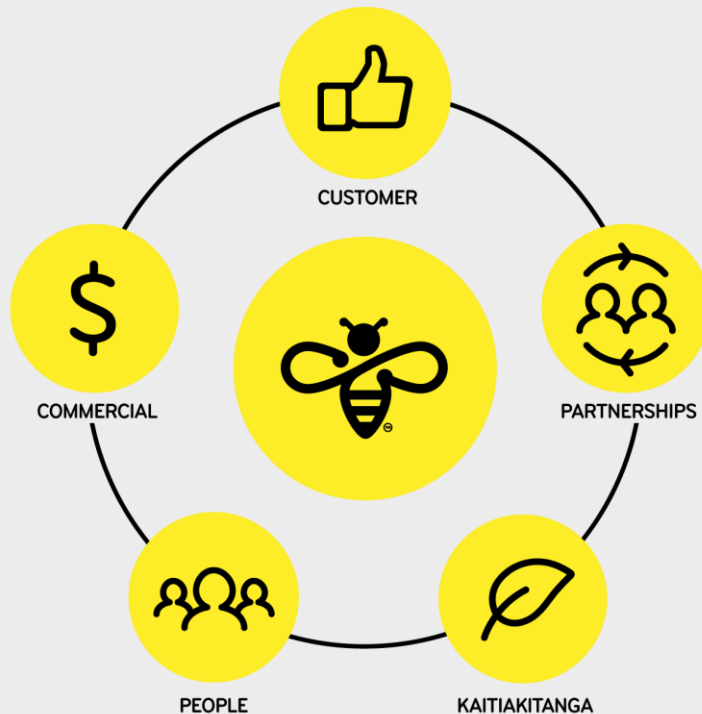 CUSTOMER
$
COMMERCIAL
PARTNERSHIPS
PEOPLE
KAITIAKITANGA